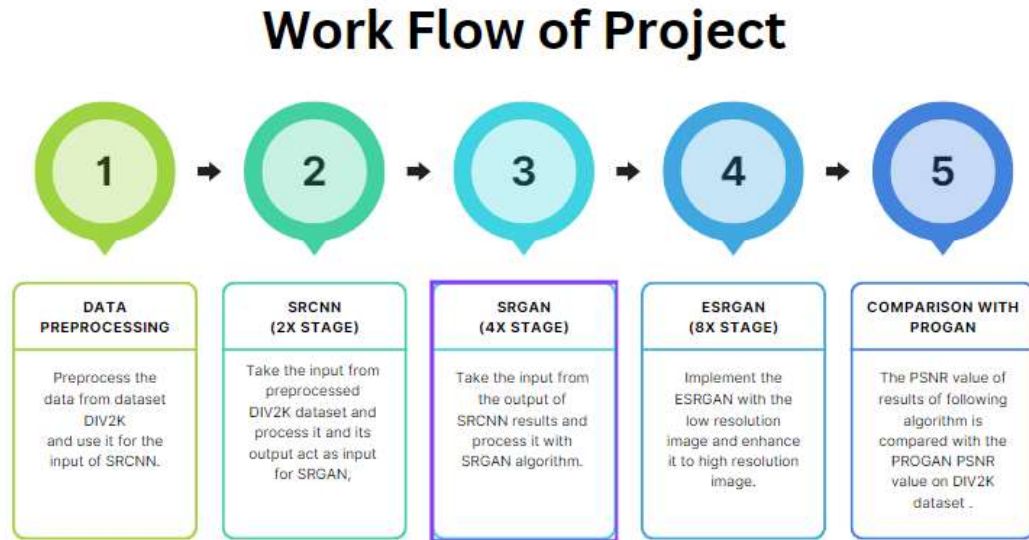 Work Flow of Project
1
2
3
4
5
DATA
PREPROCESSING
Preprocess the
data from dataset
DIV2K
and use it for the
input of SRCNN.
SRCNN
(2X STAGE)
Take the input from
preprocessed
DIV2K dataset and
process it and its
output act as input
for SRGAN,
SRGAN
(4X STAGE)
Take the input from
the output of
SRCNN results and
process it with
SRGAN algorithm.
ESRGAN
(8X STAGE)
Implement the
ESRGAN with the
low resolution
image and enhance
it to high resolution
image.
COMPARISON WITH
PROGAN
The PSNR value of
results of following
algorithm is
compared with the
PROGAN PSNR
value on DIV2K
dataset .